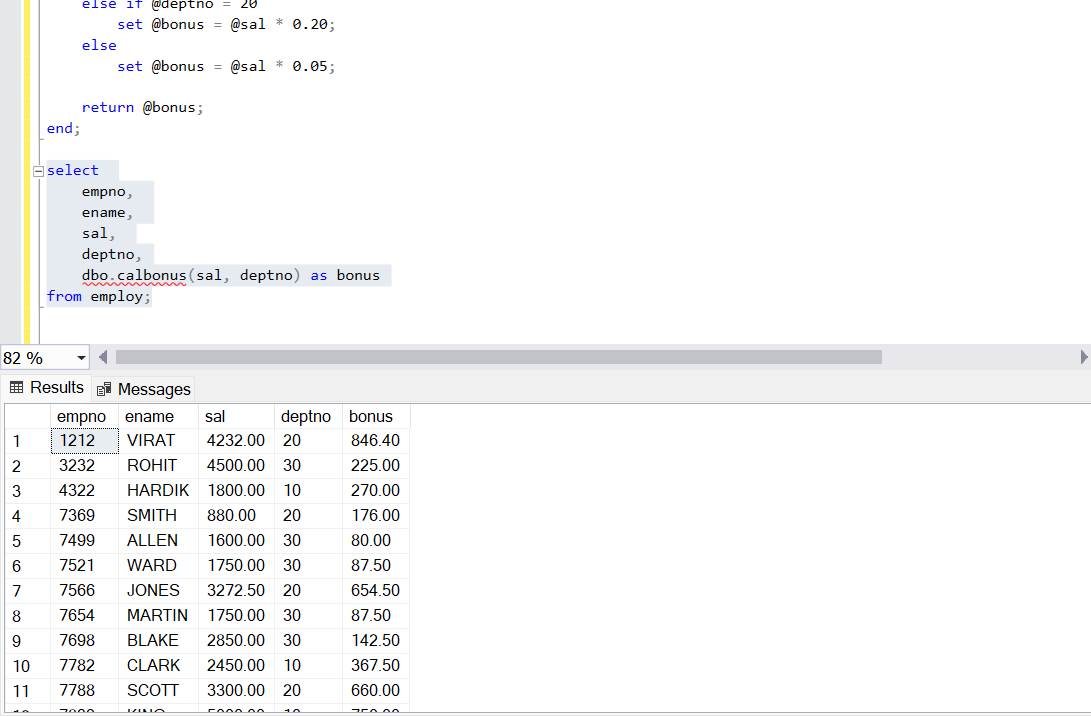 else if @deptno = 20
set @bonus = @sal * 0.20;
else
set @bonus = @sal * 0.05;
return @bonus;
end;
select
empno,
ename,
sal,
deptno,
dbo.calbonus(sal, deptno) as bonus
from employ;
82 %
Results Messages
empno ename sal deptno bonus
1 1212 VIRAT 4232.00 20 846.40
2 3232 ROHIT 4500.00 30 225.00
3 4322 HARDIK 1800.00 10 270.00
4 7369 SMITH 880.00 20 176.00
5 7499 ALLEN 1600.00 30 80.00
6 7521 WARD 1750.00 30 87.50
7 7566 JONES 3272.50 20 654.50
8 7654 MARTIN 1750.00 30 87.50
9 7698 BLAKE 2850.00 30 142.50
10 7782 CLARK 2450.00 10 367.50
11 7788 SCOTT 3300.00 20 660.00